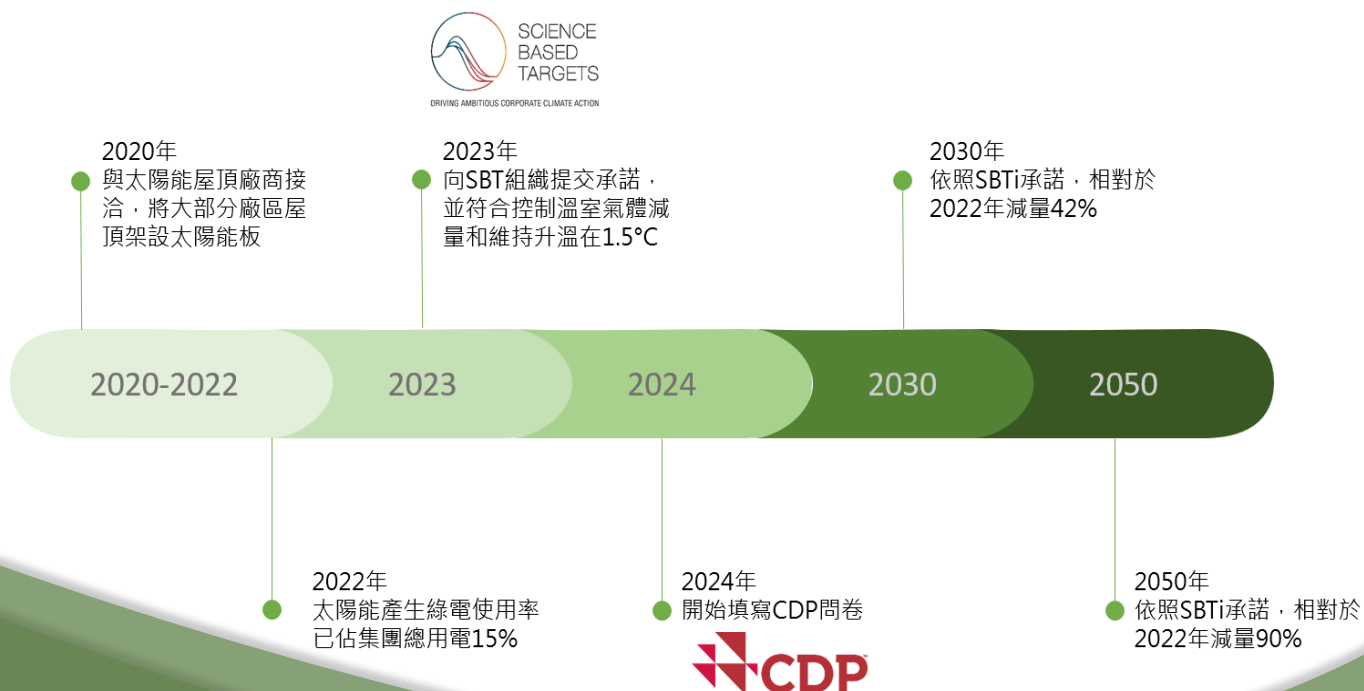 SCIENCE
BASED
TARGETS
DRIVING AMBITIOUS CORPORATE CLIMATE ACTION
2020年
與太陽能屋頂廠商接
洽，將大部分廠區屋
頂架設太陽能板
2023年
向SBT組織提交承諾，
並符合控制溫室氣體減
量和維持升溫在1.5°C
2030年
依照SBTi承諾，相對於
2022年減量42%
2020-2022
2023
2024
2030
2050
2022年
太陽能產生綠電使用率
已佔集團總用電15%
2024年
開始填寫CDP問卷
CDP
2050年
依照SBTi承諾，相對於
2022年減量90%